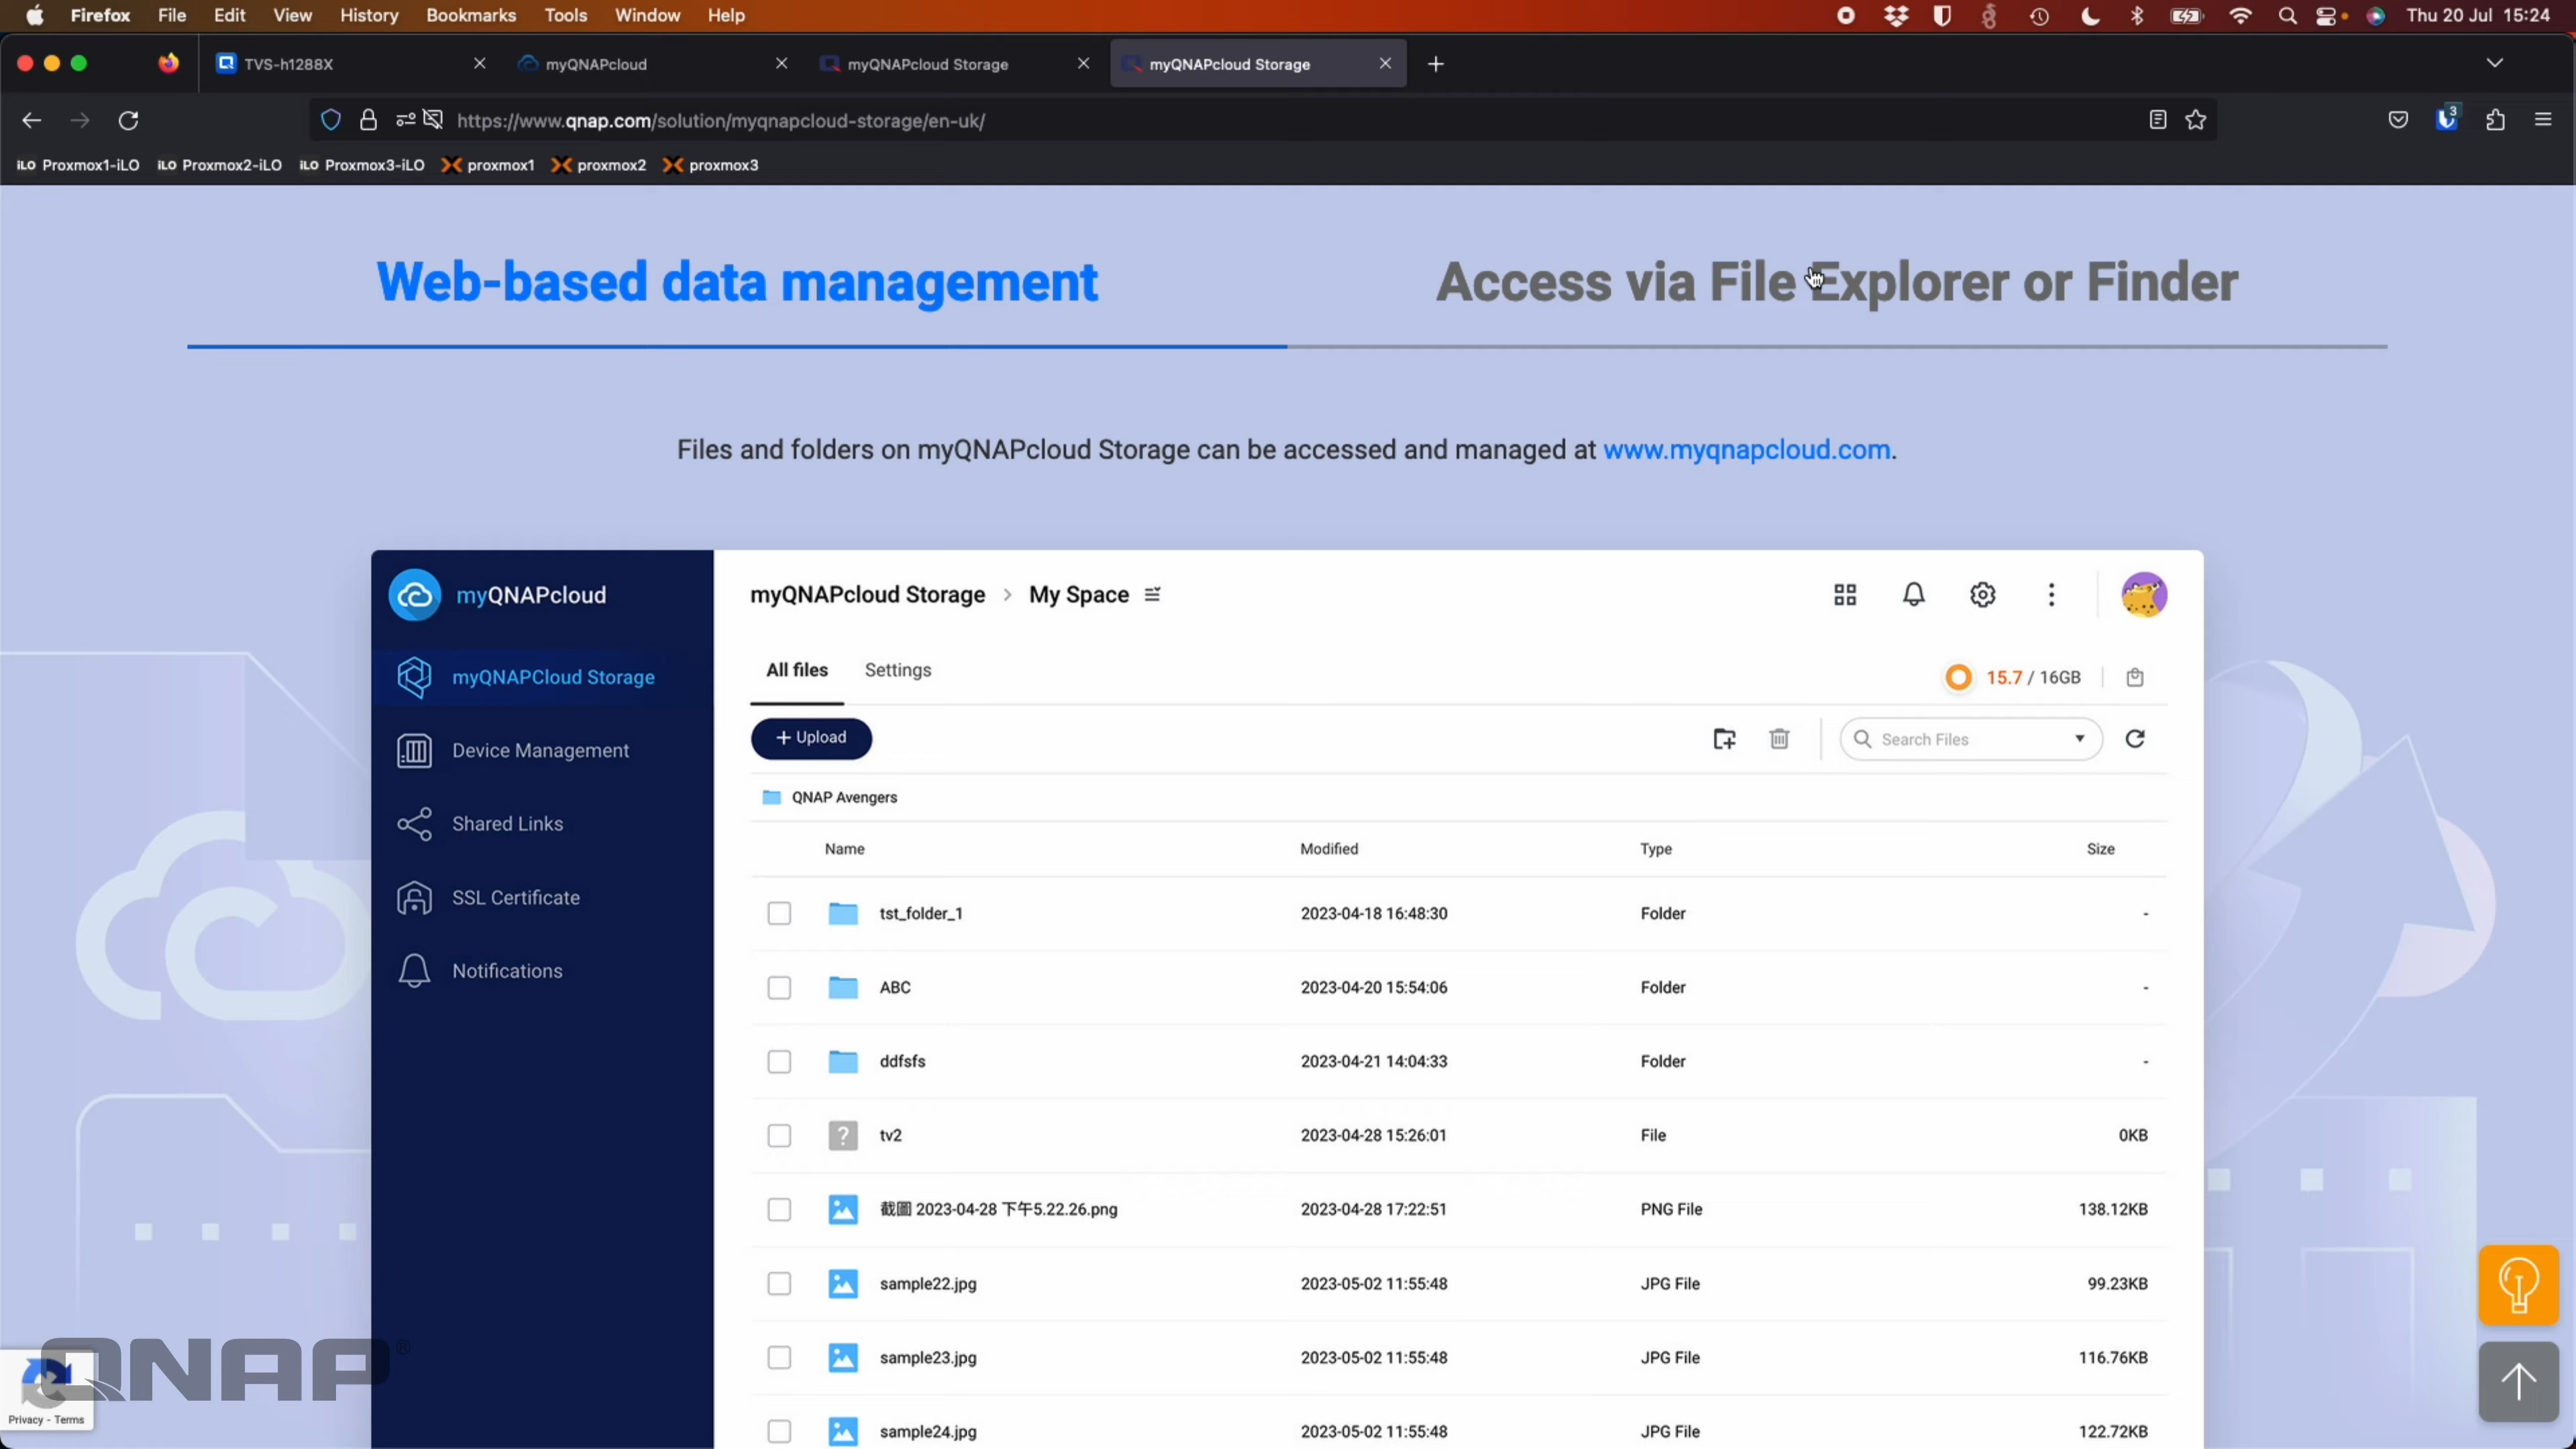 Firefox File Edit View History Bookmarks Tools Window Help Thu 20 Jul 15:24
TVS-h1288X myQNAPcloud myQNAPcloud Storage myQNAPcloud Storage
https://www.qnap.com/solution/myqnapcloud-storage/en-uk/ 3
iLO Proxmox1-iLO iLO Proxmox2-iLO iLO Proxmox3-iLO proxmox1 proxmox2 proxmox3
Web-based data management Access via File Explorer or Finder
Files and folders on myQNAPcloud Storage can be accessed and managed at www.myqnapcloud.com.
myQNAPcloud
myQNAPcloud Storage > My Space
myQNAPCloud Storage
All files Settings 15.7 / 16GB
+ Upload Search Files
Device Management
QNAP Avengers
Shared Links
Name Modified Type Size
SSL Certificate
tst_folder_1 2023-04-18 16:48:30 Folder -
Notifications
ABC 2023-04-20 15:54:06 Folder -
ddfsfs 2023-04-21 14:04:33 Folder -
? tv2 2023-04-28 15:26:01 File 0KB
截圖 2023-04-28 下午5.22.26.png 2023-04-28 17:22:51 PNG File 138.12KB
sample22.jpg 2023-05-02 11:55:48 JPG File 99.23KB
sample23.jpg 2023-05-02 11:55:48 JPG File 116.76KB
sample24.jpg 2023-05-02 11:55:48 JPG File 122.72KB
QNAP®
Privacy - Terms